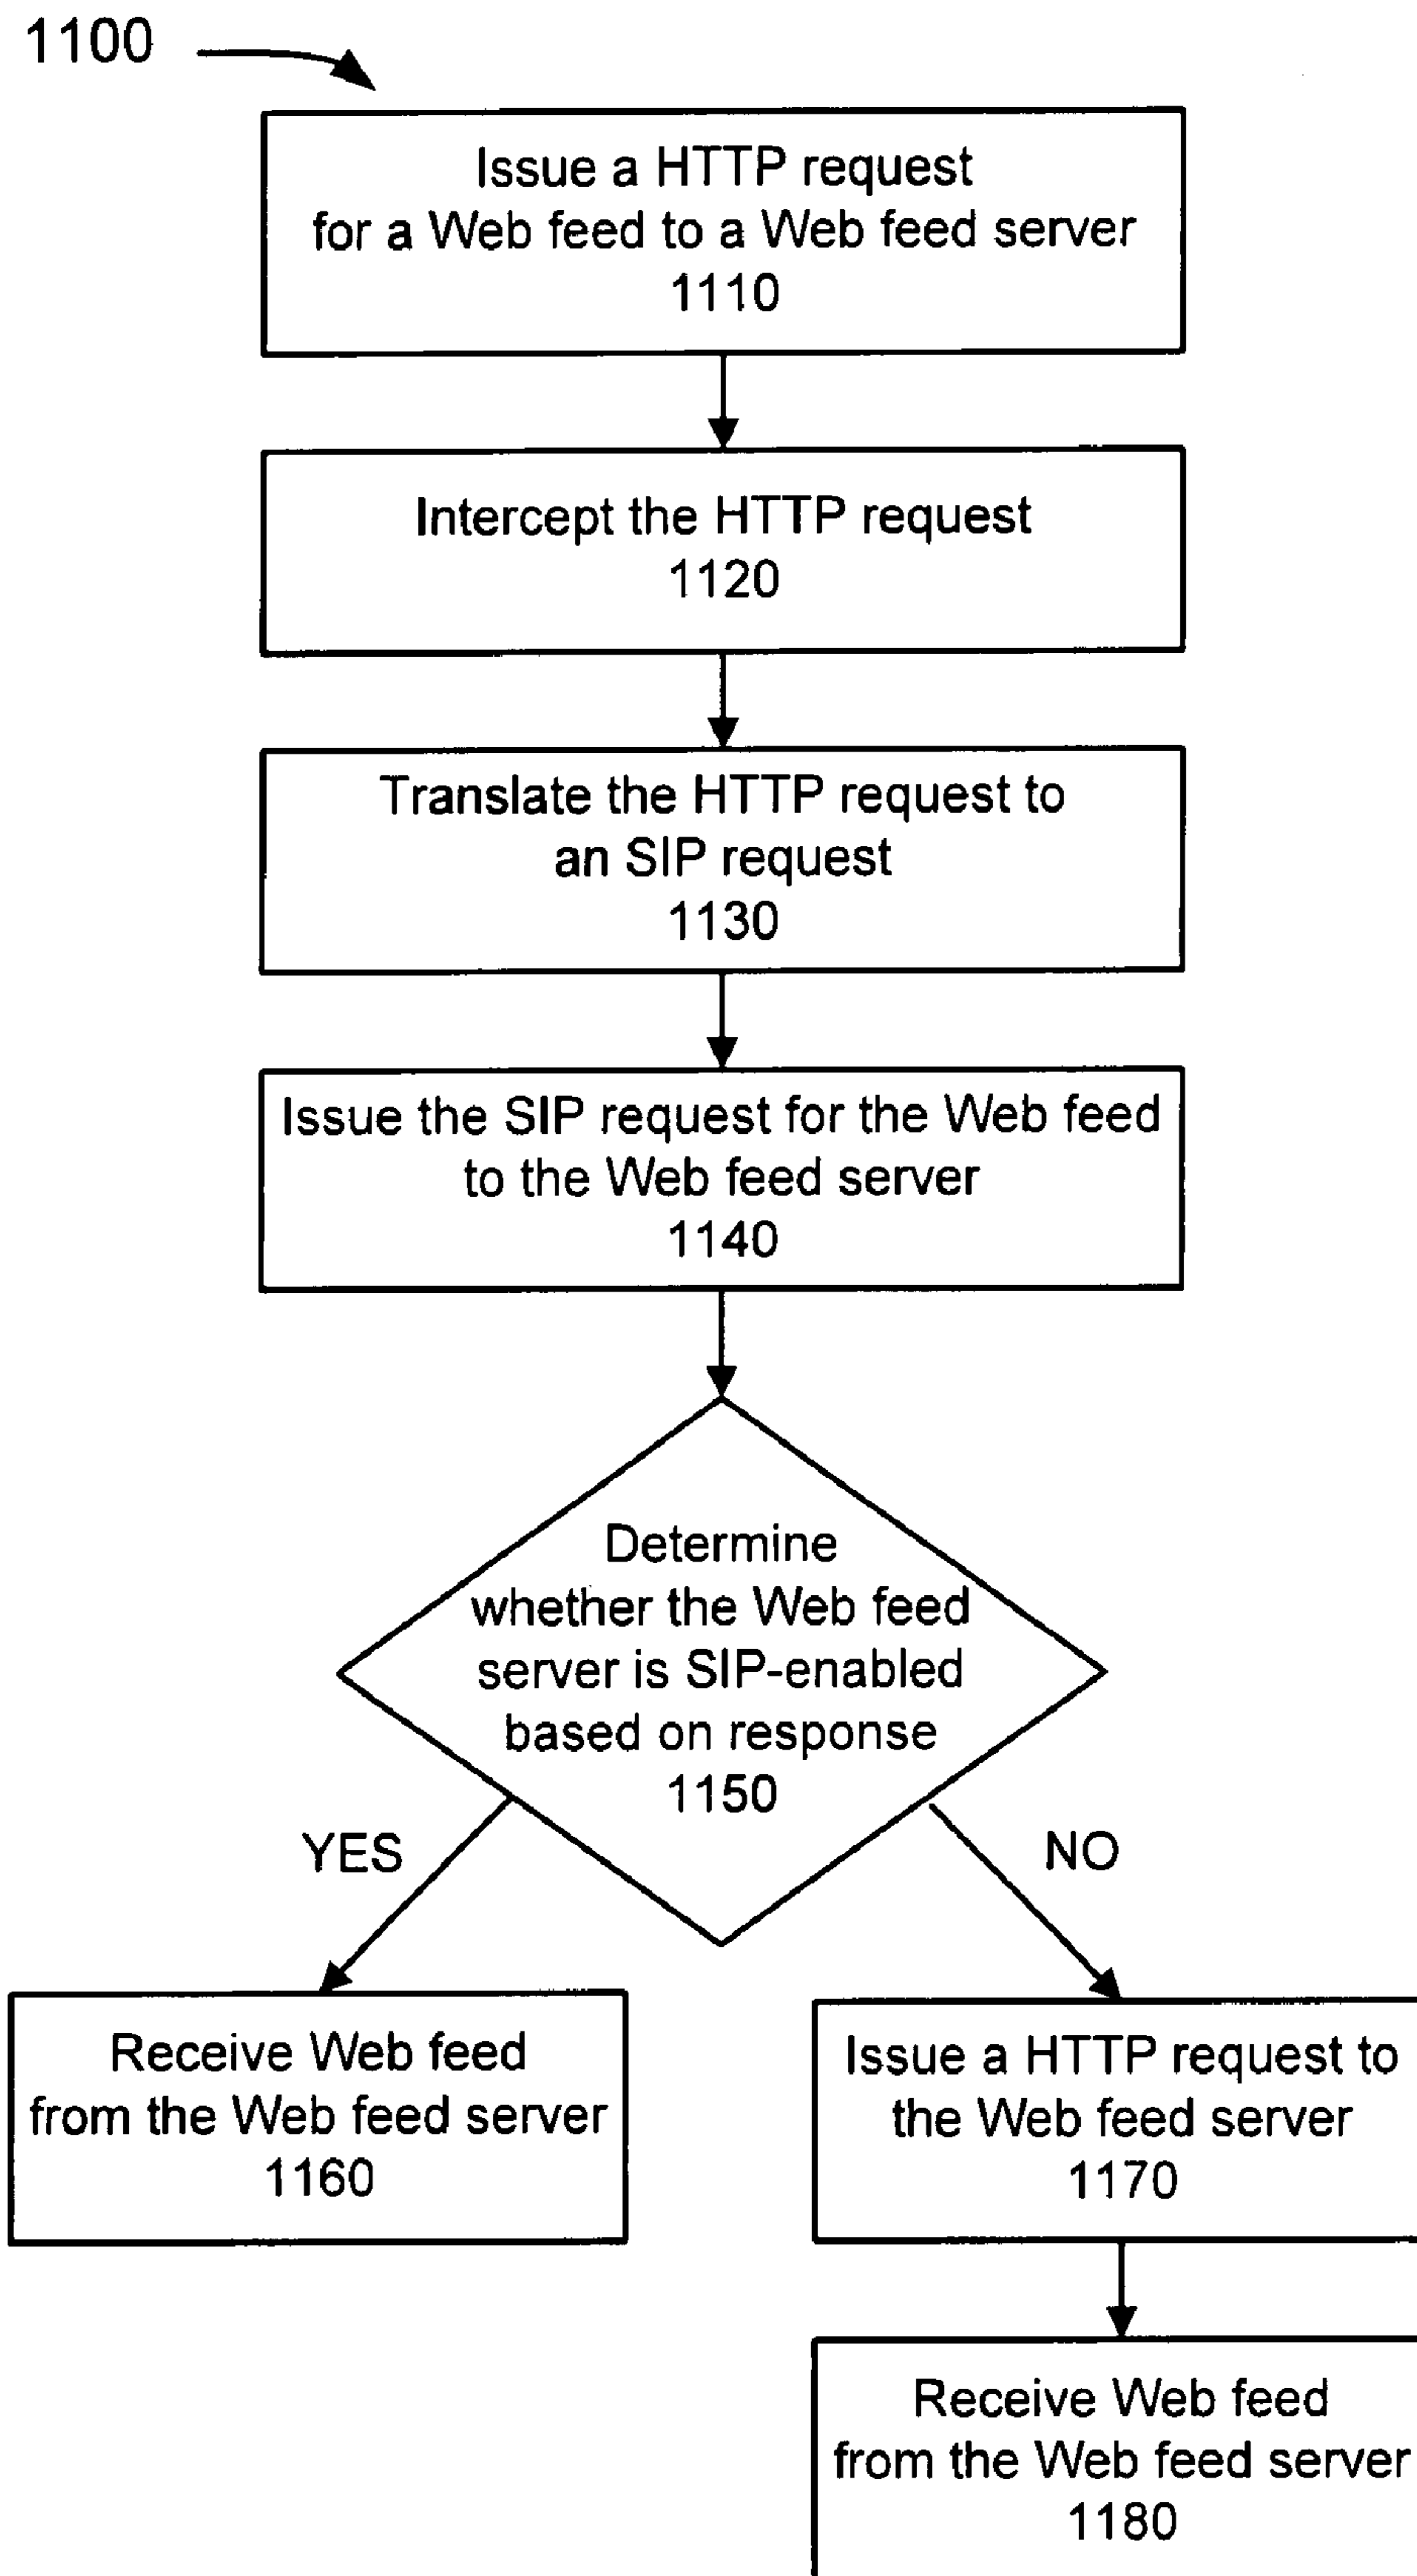 1100
Issue a HTTP request
for a Web feed to a Web feed server
1110
Intercept the HTTP request
1120
Translate the HTTP request to
an SIP request
1130
Issue the SIP request for the Web feed
to the Web feed server
1140
Determine
whether the Web feed
server is SIP-enabled
based on response
1150
YES
NO
Receive Web feed
from the Web feed server
1160
Issue a HTTP request to
the Web feed server
1170
Receive Web feed
from the Web feed server
1180